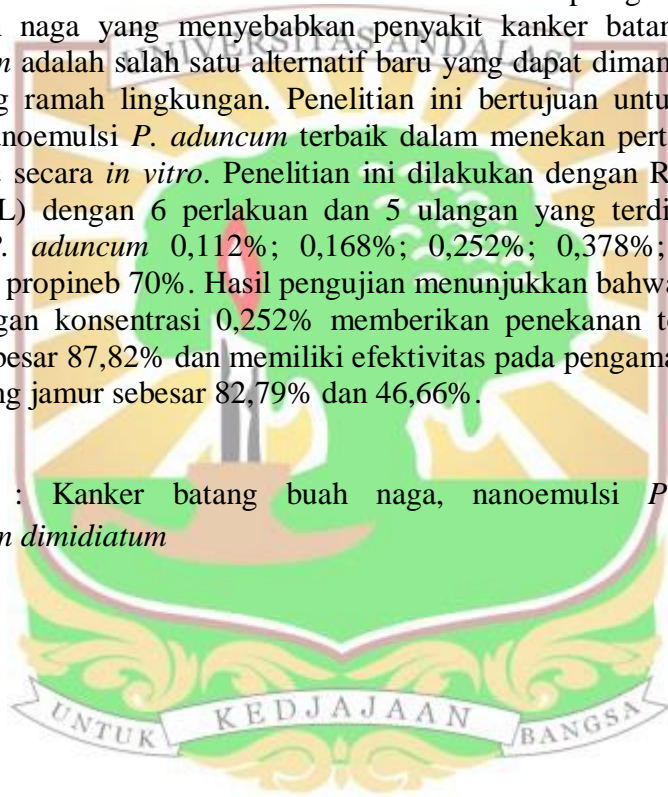 naga yang menyebabkan penyakit kanker batan
adalah salah satu alternatif baru yang dapat diman
ramah lingkungan. Penelitian ini bertujuan untu
noemulsi P. aduncum terbaik dalam menekan pert
secara in vitro. Penelitian ini dilakukan dengan R
L) dengan 6 perlakuan dan 5 ulangan yang terdi
P. aduncum 0,112%; 0,168%; 0,252%; 0,378%;
propineb 70%. Hasil pengujian menunjukkan bahwa
gan konsentrasi 0,252% memberikan penekanan te
besar 87,82% dan memiliki efektivitas pada pengama
ng jamur sebesar 82,79% dan 46,66%.
: Kanker batang buah naga, nanoemulsi P
m dimidiatum
UNIVERSITAS ANDALAS
UNTUK KEDJAJAAN BANGSA